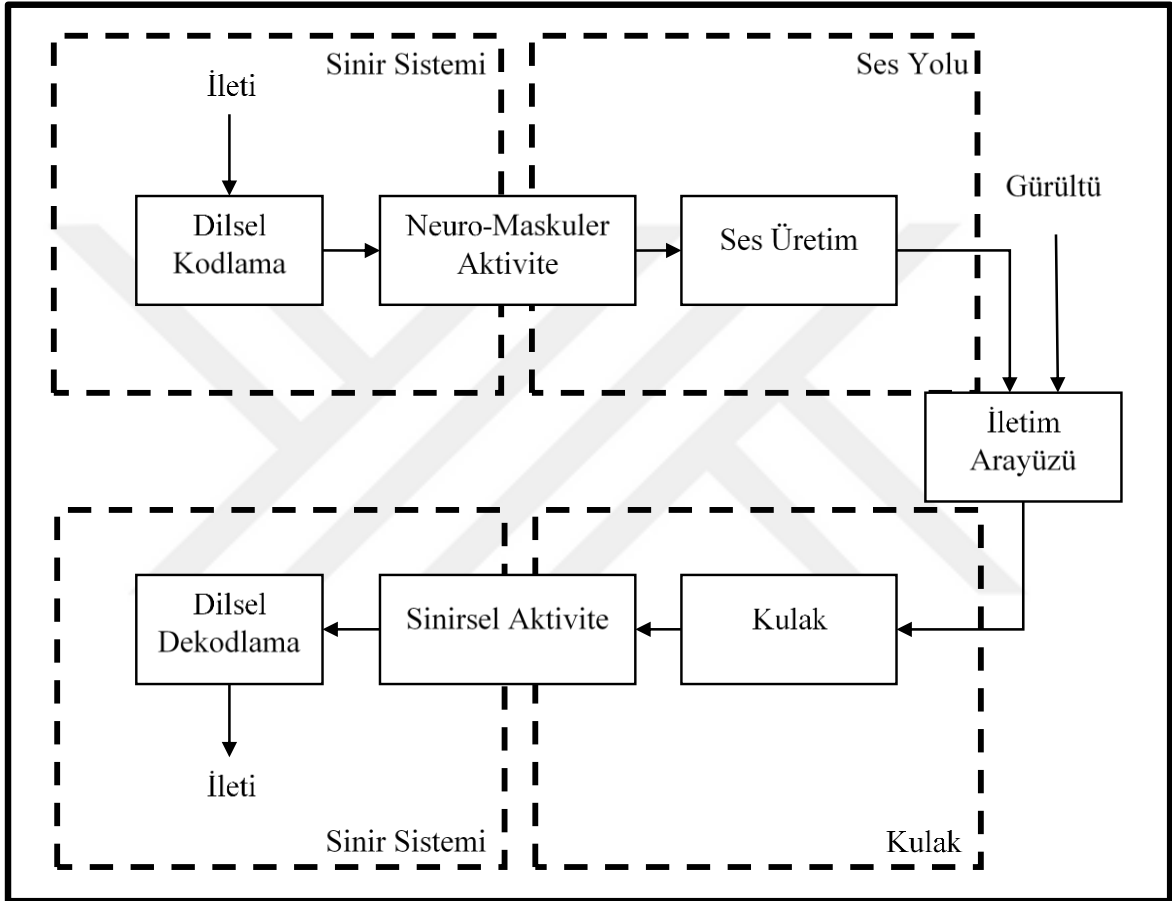 Sinir Sistemi
Ses Yolu
İleti
Gürültü
Dilsel
Kodlama
Neuro-Maskuler
Aktivite
Ses Üretim
İletim
Arayüzü
Dilsel
Dekodlama
Sinirsel Aktivite
Kulak
İleti
Sinir Sistemi
Kulak